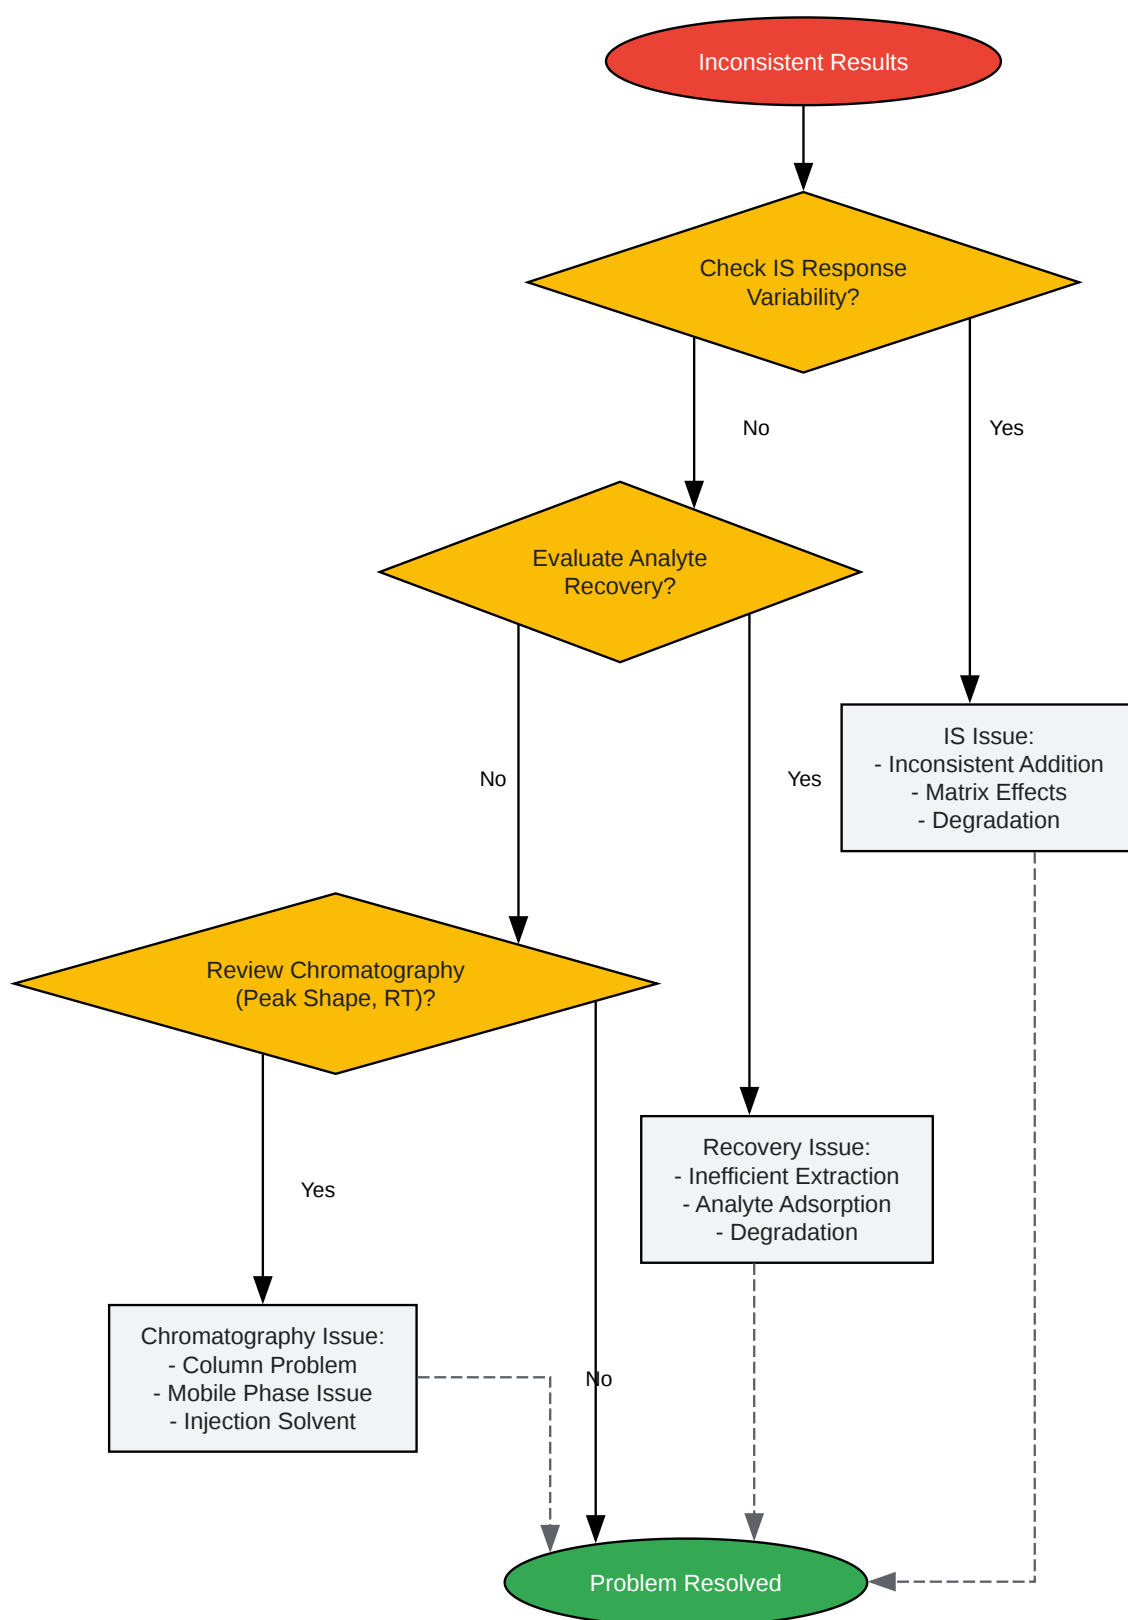 Inconsistent Results
Check IS Response
Variability?
No
Yes
Evaluate Analyte
Recovery?
IS Issue:
- Inconsistent Addition
- Matrix Effects
- Degradation
No
Yes
Review Chromatography
(Peak Shape, RT)?
Recovery Issue:
- Inefficient Extraction
- Analyte Adsorption
- Degradation
Yes
Chromatography Issue:
- Column Problem
- Mobile Phase Issue
- Injection Solvent
No
Problem Resolved